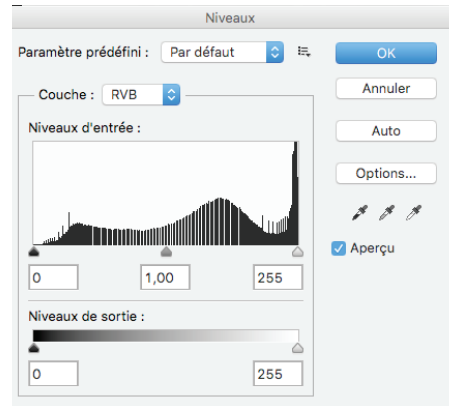 Niveaux
Paramètre prédéfini : Par défaut
OK
Couche : RVB
Annuler
Niveaux d'entrée :
Auto
Options...
Aperçu
0 1,00 255
Niveaux de sortie :
0 255